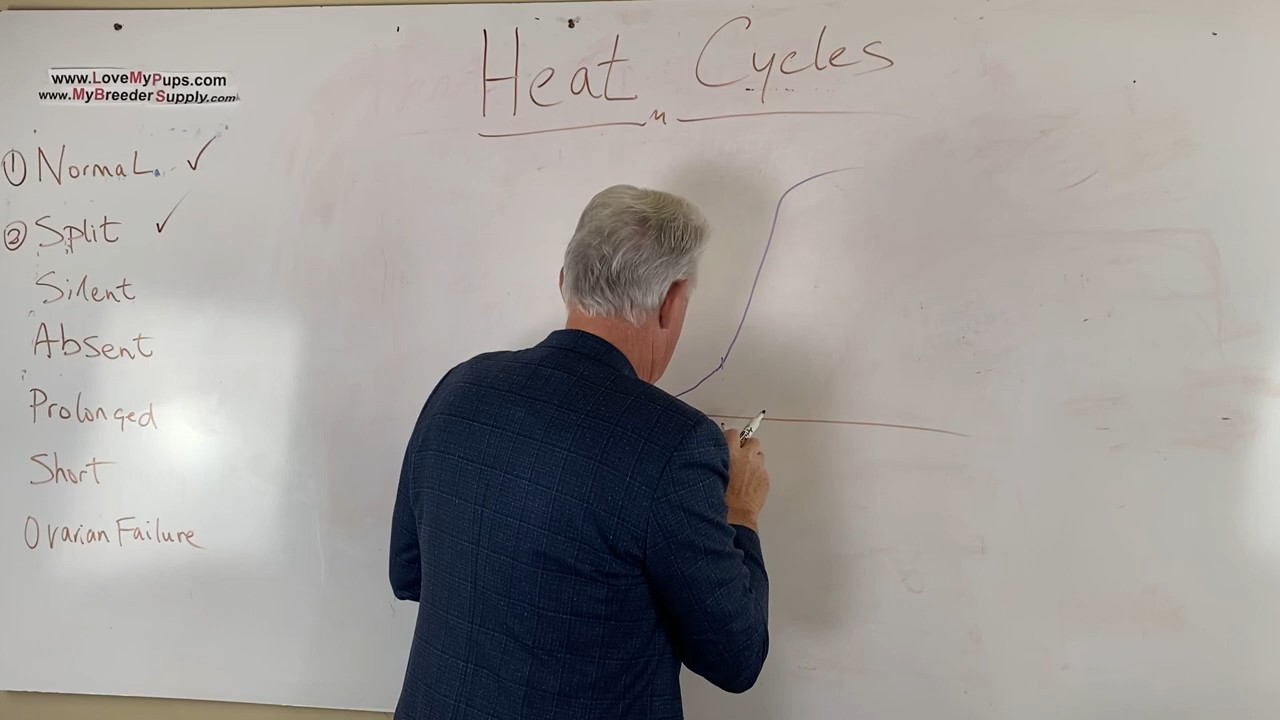 Heat Cycles
www.LoveMyPups.com
www.MyBreederSupply.com
① Normal. ✓
② Split ✓
Silent
Absent
Prolonged
Short
Ovarian Failure